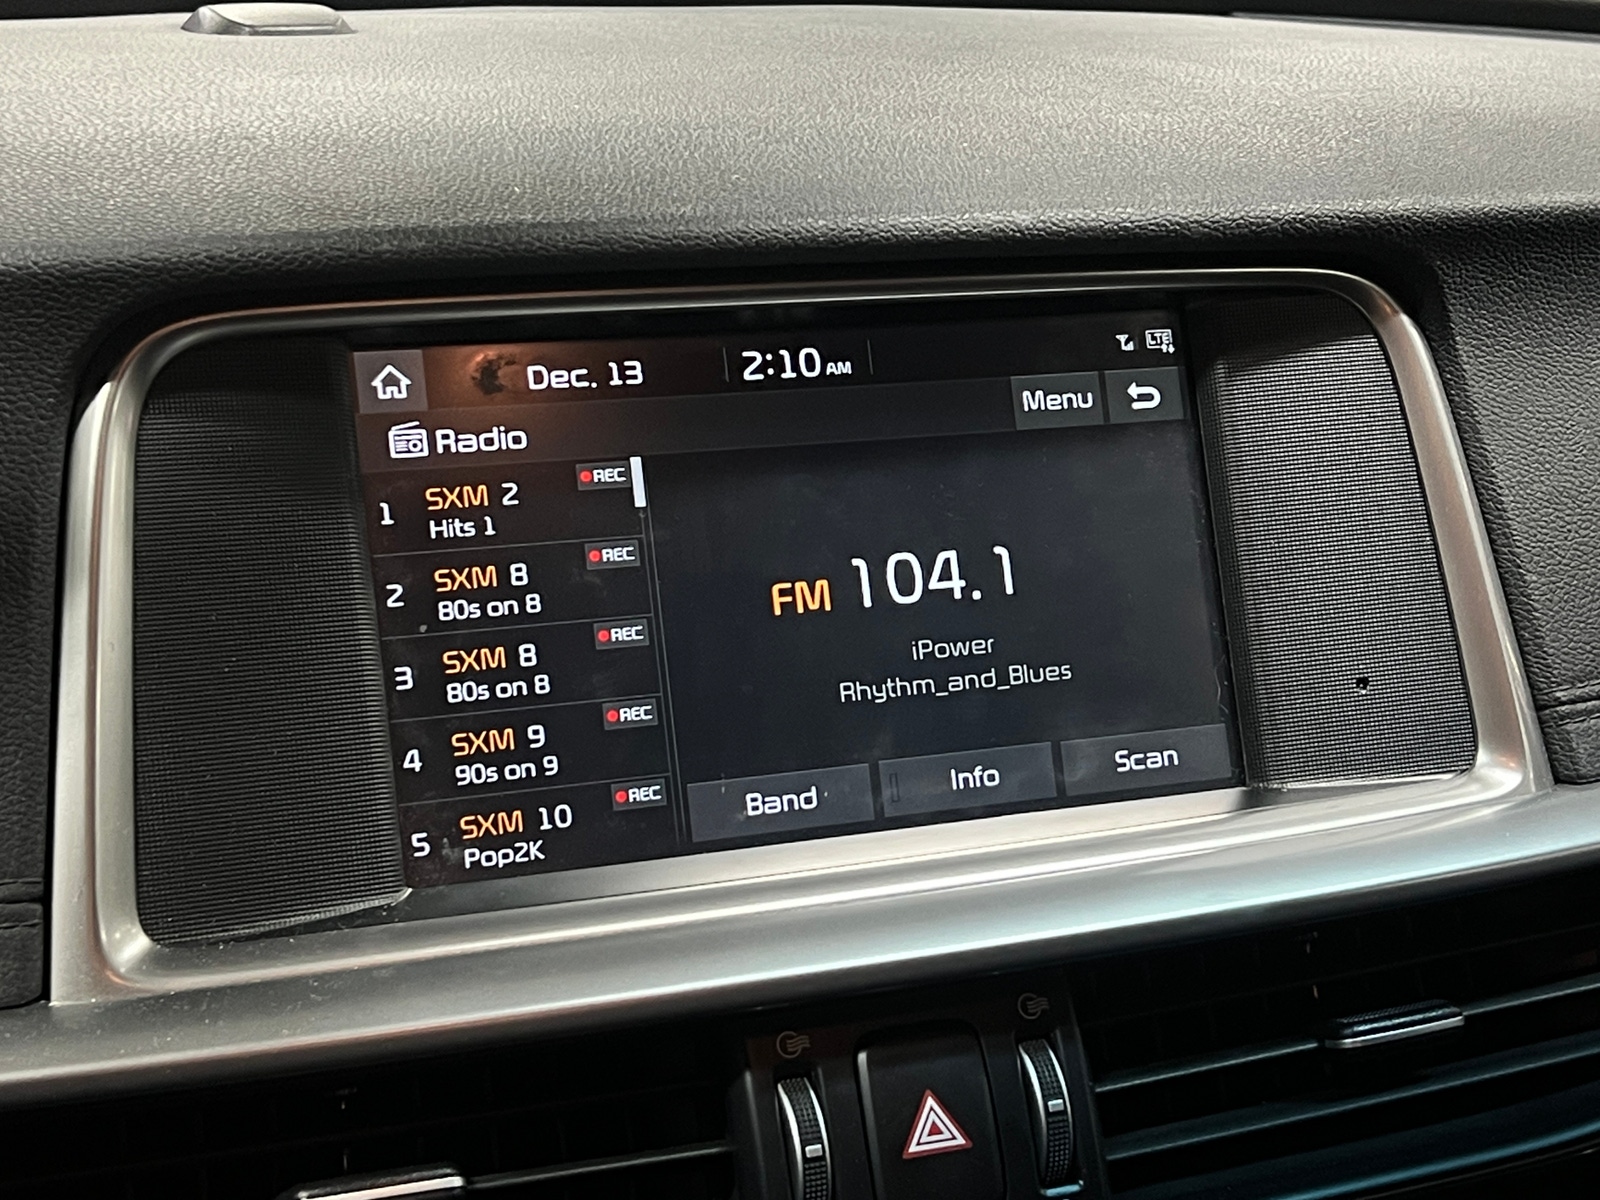 Dec. 13
2:10 AM
LTE
Menu
Radio
1 SXM 2 REC
Hits 1
2 SXM 8 REC
80s on 8
3 SXM 8 REC
80s on 8
4 SXM 9 REC
90s on 9
5 SXM 10 REC
Pop2K
FM 104.1
iPower
Rhythm_and_Blues
Band
Info
Scan